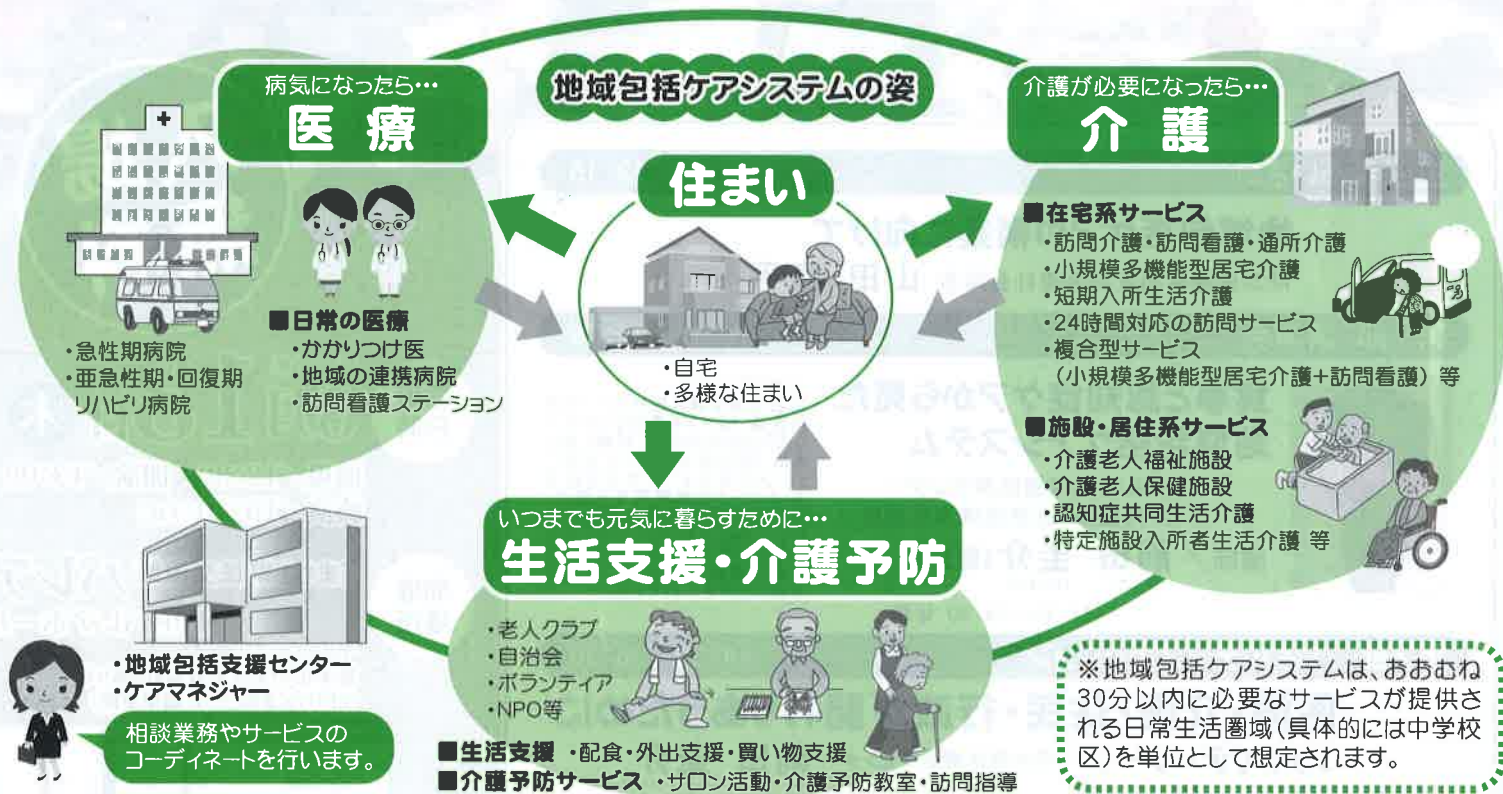 地域包括ケアシステムの姿
病気になったら…
医療
・急性期病院
・亜急性期・回復期
リハビリ病院
■日常の医療
・かかりつけ医
・地域の連携病院
・訪問看護ステーション
住まい
・自宅
・多様な住まい
介護が必要になったら…
介護
■在宅系サービス
・訪問介護・訪問看護・通所介護
・小規模多機能型居宅介護
・短期入所生活介護
・24時間対応の訪問サービス
・複合型サービス
(小規模多機能型居宅介護+訪問看護) 等
■施設・居住系サービス
・介護老人福祉施設
・介護老人保健施設
・認知症共同生活介護
・特定施設入所者生活介護 等
いつまでも元気に暮らすために…
生活支援・介護予防
・老人クラブ
・自治会
・ボランティア
・NPO等
■生活支援 ・配食・外出支援・買い物支援
■介護予防サービス ・サロン活動・介護予防教室・訪問指導
・地域包括支援センター
・ケアマネジャー
相談業務やサービスの
コーディネートを行います。
※地域包括ケアシステムは、おおむね
30分以内に必要なサービスが提供さ
れる日常生活圏域(具体的には中学校
区)を単位として想定されます。